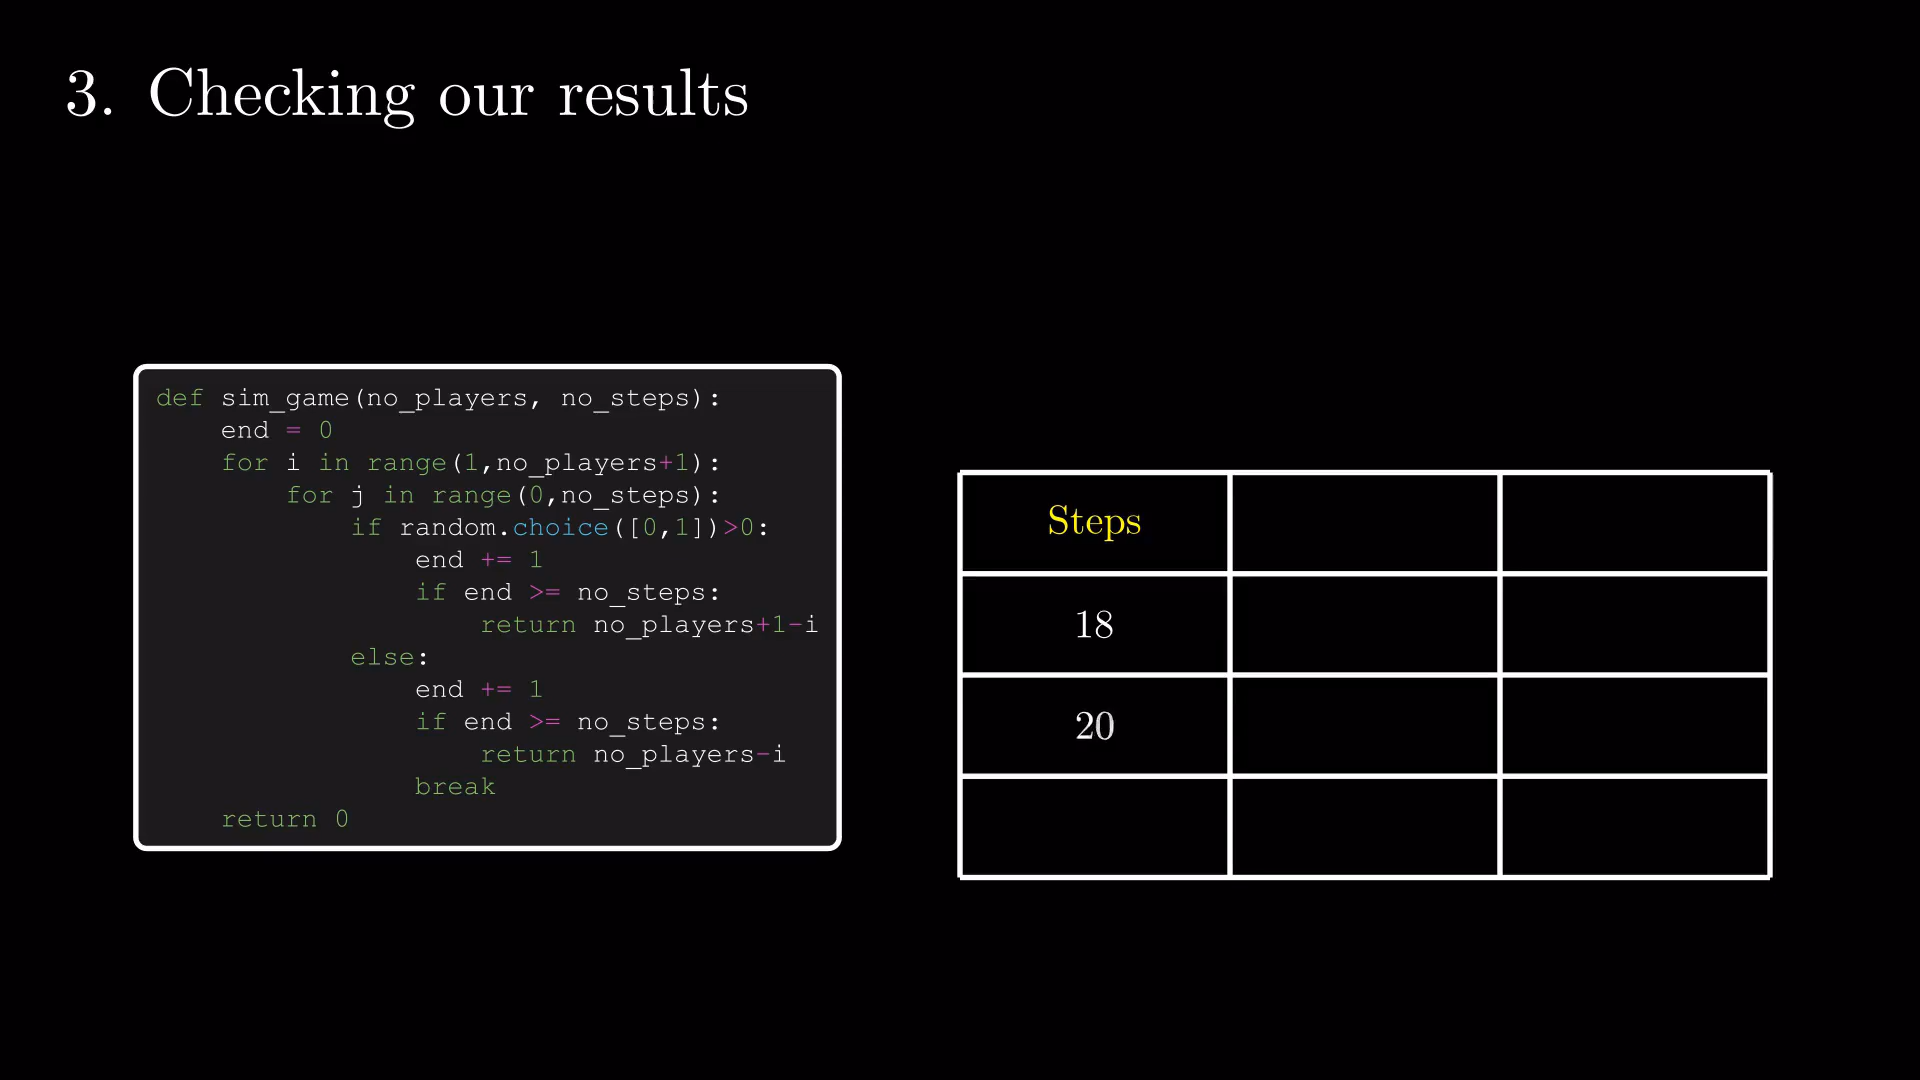 3. Checking our results
def sim_game(no_players, no_steps):
    end = 0
    for i in range(1,no_players+1):
        for j in range(0,no_steps):
            if random.choice([0,1])>0:
                end += 1
                if end >= no_steps:
                    return no_players+1-i
            else:
                end += 1
                if end >= no_steps:
                    return no_players-i
                break
    return 0
Steps
18
20